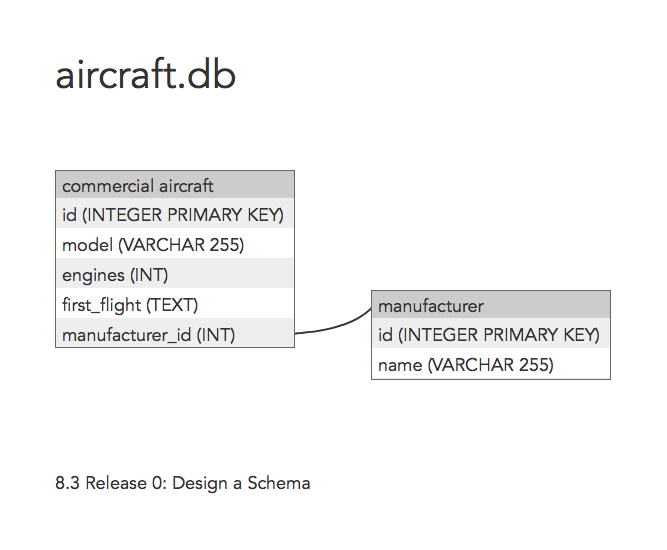 aircraft.db
commercial aircraft
id (INTEGER PRIMARY KEY)
model (VARCHAR 255)
engines (INT)
first_flight (TEXT)
manufacturer_id (INT)
manufacturer
id (INTEGER PRIMARY KEY)
name (VARCHAR 255)
8.3 Release 0: Design a Schema